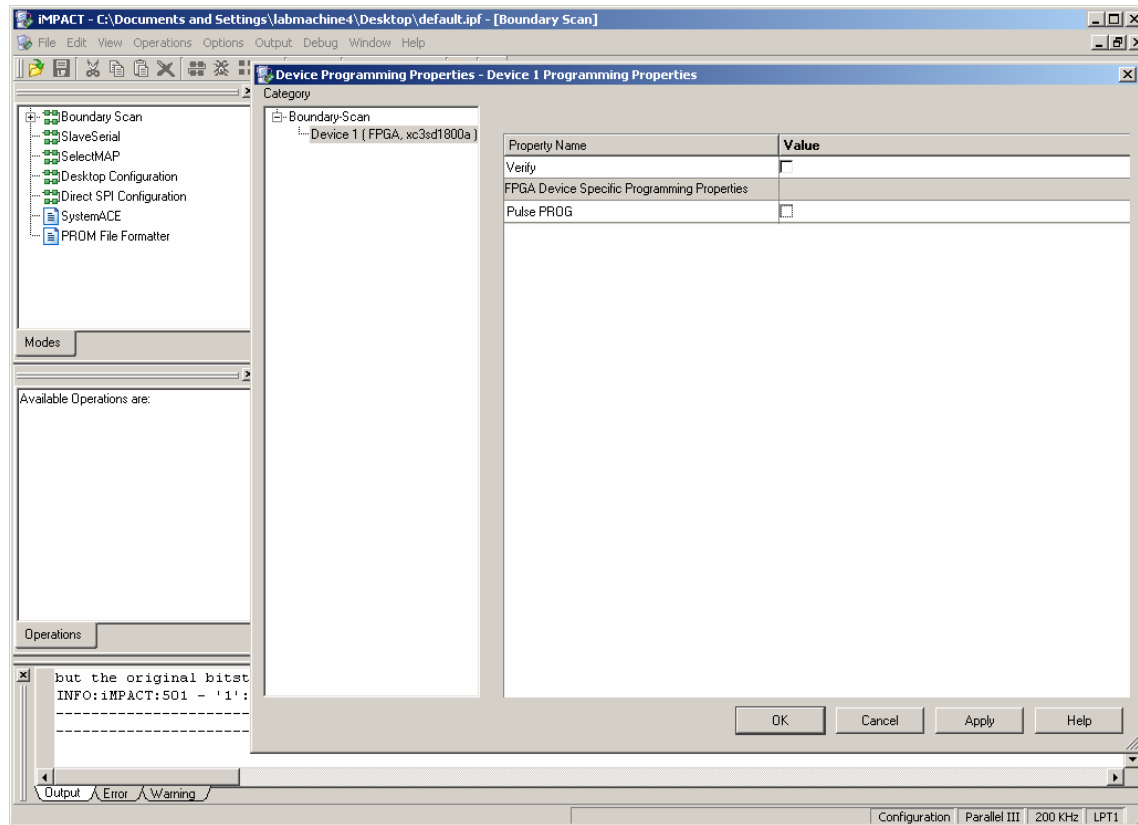 iMPACT - C:\Documents and Settings\labmachine4\Desktop\default.ipf - [Boundary Scan]
File Edit View Operations Options Output Debug Window Help
Device Programming Properties - Device 1 Programming Properties
Category
Boundary Scan
SlaveSerial
SelectMAP
Desktop Configuration
Direct SPI Configuration
SystemACE
PROM File Formatter
Modes
Available Operations are:
Operations
Boundary-Scan
Device 1 ( FPGA, xc3sd1800a )
Property Name Value
Verify
FPGA Device Specific Programming Properties
Pulse PROG
OK Cancel Apply Help
but the original bitst
INFO:iMPACT:501 - '1':
----------------------
----------------------
Output Error Warning
Configuration Parallel III 200 KHz LPT1